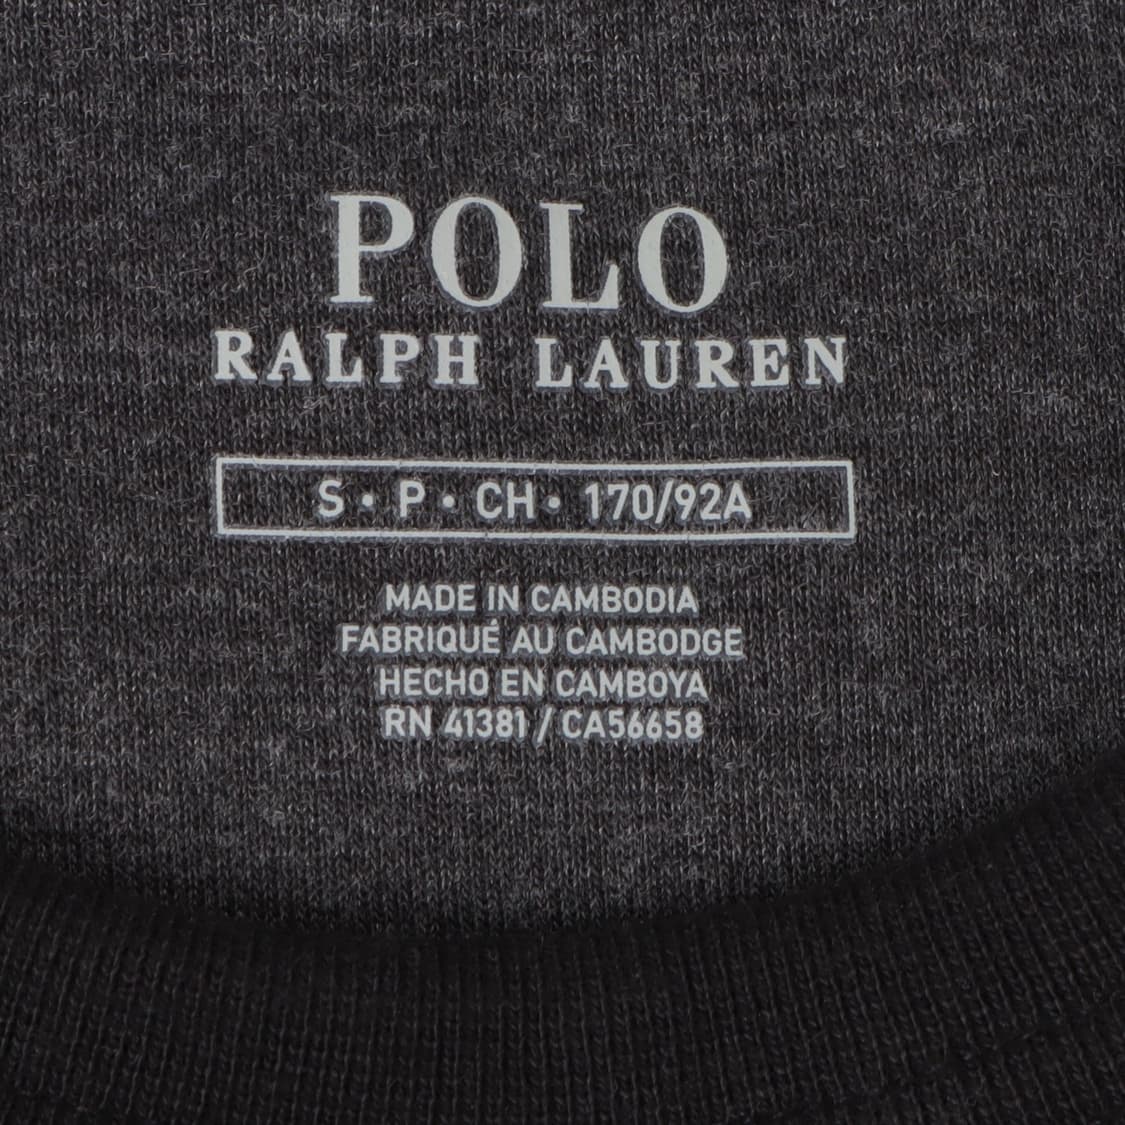 POLO
RALPH LAUREN
S • P • CH • 170/92A
MADE IN CAMBODIA
FABRIQUÉ AU CAMBODGE
HECHO EN CAMBOYA
RN 41381 / CA56658